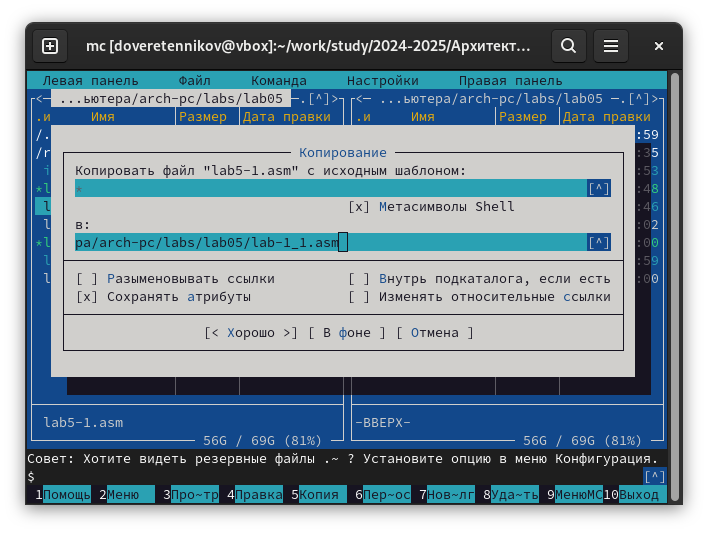 mc [doveretennikov@vbox]:~/work/study/2024-2025/Архитект...
Левая панель Файл Команда Настройки Правая панель
<— ...ьютера/arch-pc/labs/lab05 —.[^]> <— ...ьютера/arch-pc/labs/lab05 —.[^]>
.и Имя Размер Дата правки .и Имя Размер Дата правки
/. :59
Копирование
/r :35
Копировать файл "lab5-1.asm" с исходным шаблоном:
i :53
* [^]
*l :48
[x] Метасимволы Shell
l :46
в:
l :02
ра/arch-pc/labs/lab05/lab-1_1.asm [^]
*l :00
l :59
[ ] Разыменовывать ссылки [ ] Внутрь подкаталога, если есть
l :00
[x] Сохранять атрибуты [ ] Изменять относительные ссылки
[< Хорошо >] [ В фоне ] [ Отмена ]
lab5-1.asm -ВВЕРХ-
56G / 69G (81%) 56G / 69G (81%)
Совет: Хотите видеть резервные файлы .~ ? Установите опцию в меню Конфигурация.
$ [^]
1Помощь 2Меню 3Про~тр 4Правка 5Копия 6Пер~ос 7Нов~лг 8Уда~ть 9МенюМС 10Выход